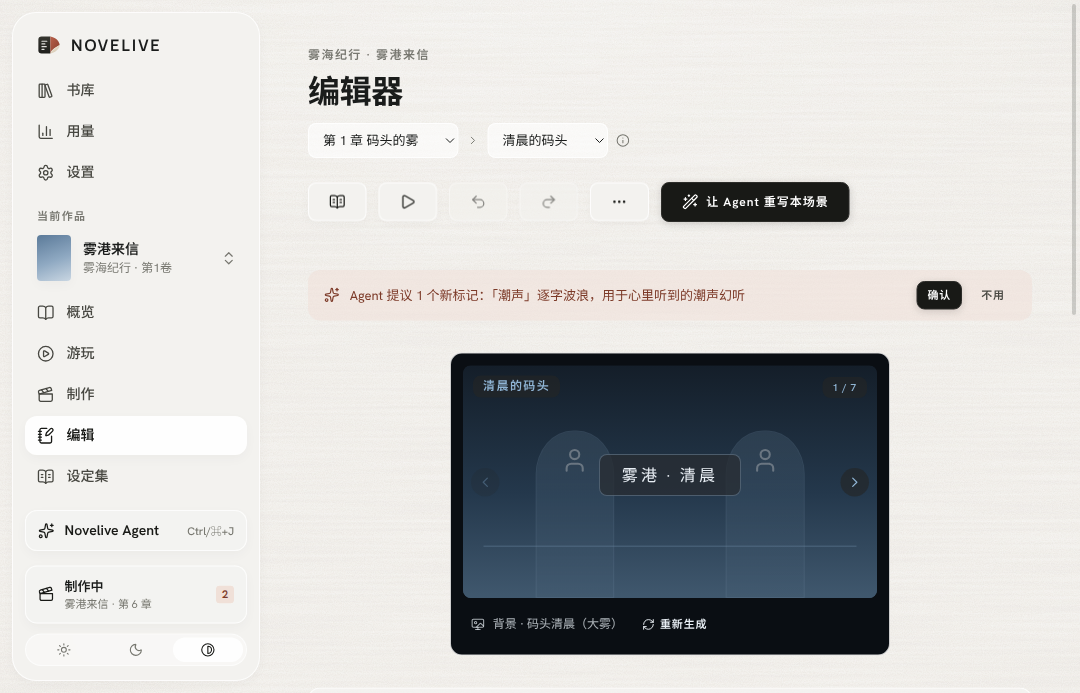 NOVELIVE
书库
用量
设置
当前作品
雾港来信
雾海纪行 · 第1卷
概览
游玩
制作
编辑
设定集
Novelive Agent
Ctrl/⌘+J
制作中
雾港来信 · 第 6 章
2
雾海纪行 · 雾港来信
编辑器
第 1 章 码头的雾
清晨的码头
让 Agent 重写本场景
Agent 提议 1 个新标记：「潮声」逐字波浪，用于心里听到的潮声幻听
确认
不用
清晨的码头
1 / 7
雾港 · 清晨
背景 · 码头清晨（大雾）
重新生成